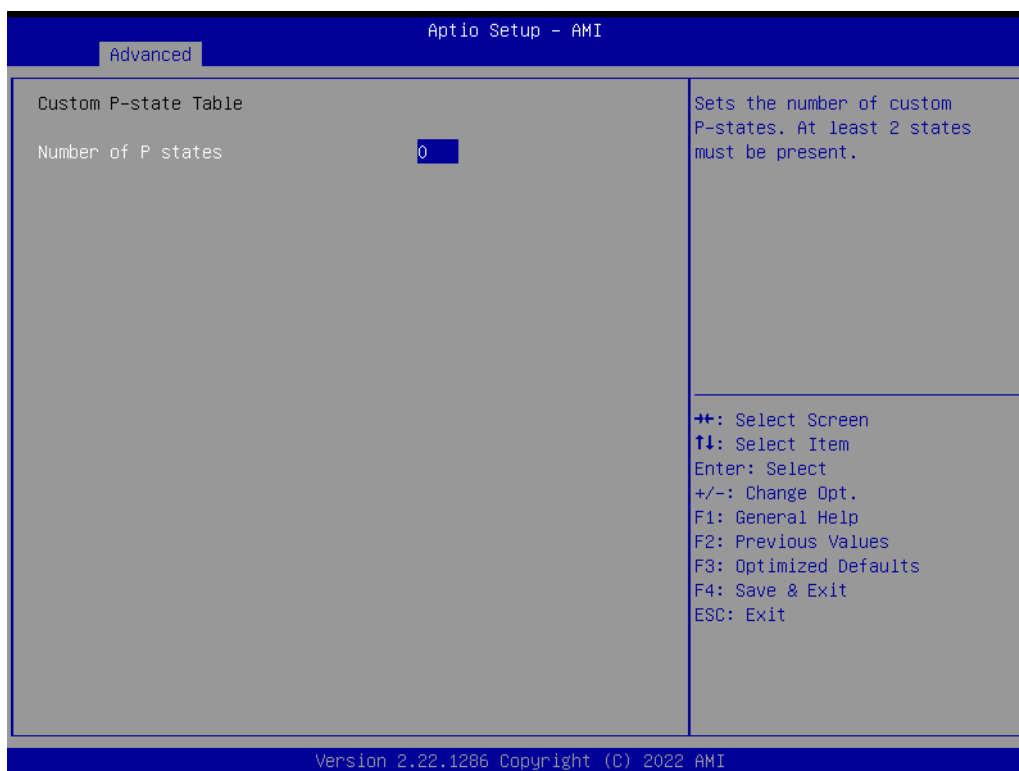 Aptio Setup – AMI
Advanced
Custom P-state Table
Number of P states 0
Sets the number of custom
P-states. At least 2 states
must be present.
→←: Select Screen
↑↓: Select Item
Enter: Select
+/-: Change Opt.
F1: General Help
F2: Previous Values
F3: Optimized Defaults
F4: Save & Exit
ESC: Exit
Version 2.22.1286 Copyright (C) 2022 AMI